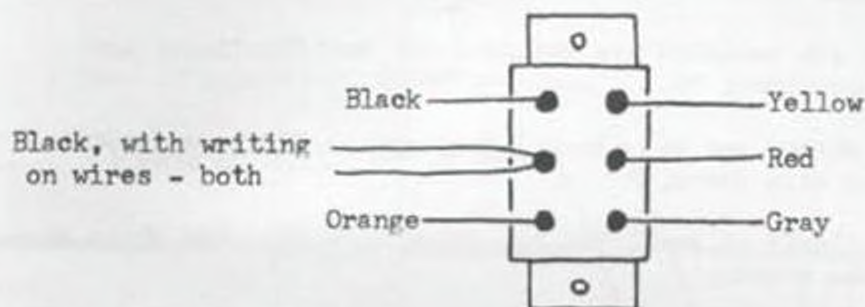 Black
Yellow
Black, with writing
on wires - both
Red
Orange
Gray